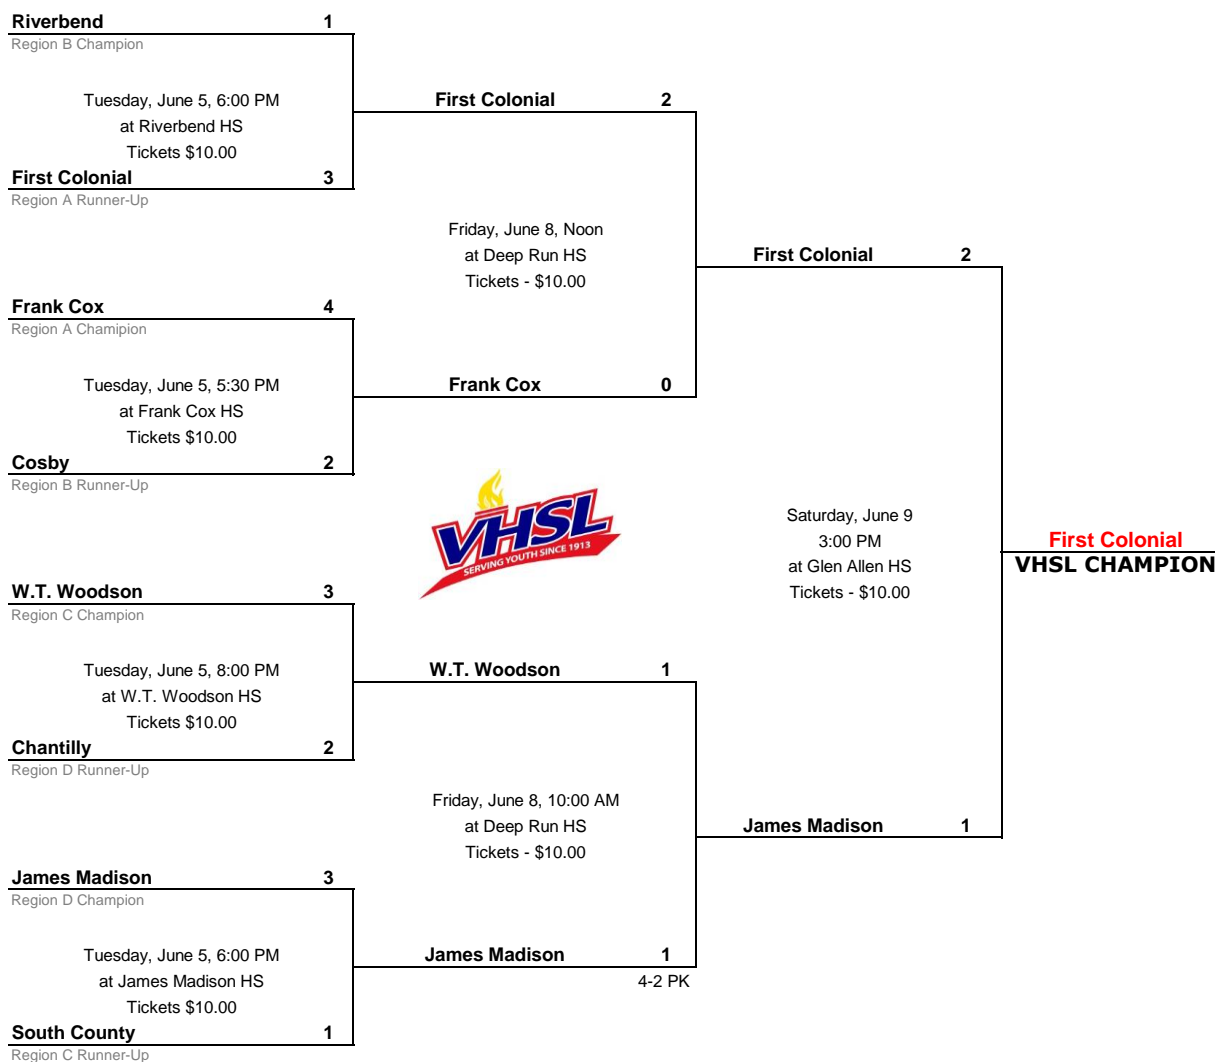 Riverbend 1
Region B Champion
Tuesday, June 5, 6:00 PM
at Riverbend HS
Tickets $10.00
First Colonial 3
Region A Runner-Up
First Colonial 2
Friday, June 8, Noon
at Deep Run HS
Tickets - $10.00
First Colonial 2
Frank Cox 4
Region A Chamipion
Tuesday, June 5, 5:30 PM
at Frank Cox HS
Tickets $10.00
Frank Cox 0
Cosby 2
Region B Runner-Up
VHSL
SERVING YOUTH SINCE 1913
Saturday, June 9
3:00 PM
at Glen Allen HS
Tickets - $10.00
First Colonial
VHSL CHAMPION
W.T. Woodson 3
Region C Champion
Tuesday, June 5, 8:00 PM
at W.T. Woodson HS
Tickets $10.00
W.T. Woodson 1
Chantilly 2
Region D Runner-Up
Friday, June 8, 10:00 AM
at Deep Run HS
Tickets - $10.00
James Madison 1
James Madison 3
Region D Champion
Tuesday, June 5, 6:00 PM
at James Madison HS
Tickets $10.00
James Madison 1
4-2 PK
South County 1
Region C Runner-Up